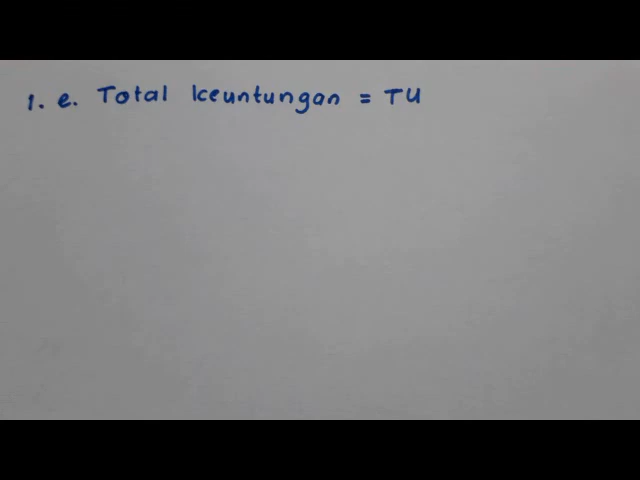 1. e. Total keuntungan = TU